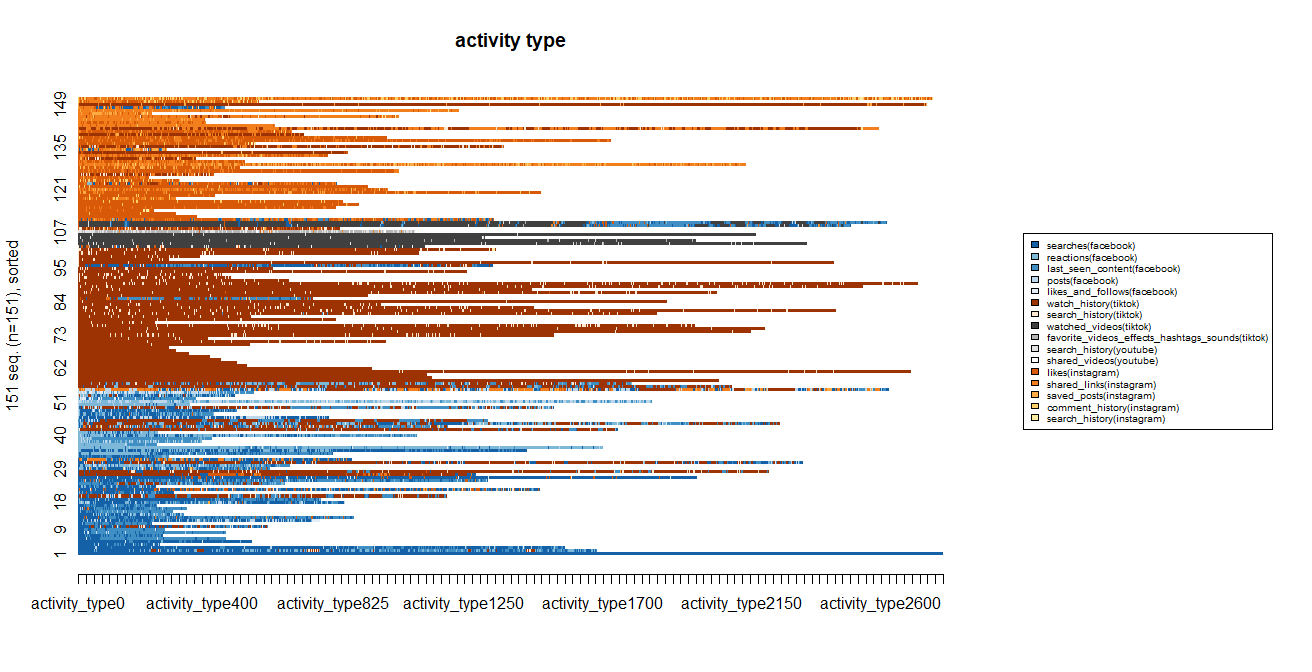 activity type
151 seq. (n=151), sorted
149
135
121
107
95
84
73
62
51
40
29
18
9
1
activity_type0
activity_type400
activity_type825
activity_type1250
activity_type1700
activity_type2150
activity_type2600
searches(facebook)
reactions(facebook)
last_seen_content(facebook)
posts(facebook)
likes_and_follows(facebook)
watch_history(tiktok)
search_history(tiktok)
watched_videos(tiktok)
favorite_videos_effects_hashtags_sounds(tiktok)
search_history(youtube)
shared_videos(youtube)
likes(instagram)
shared_links(instagram)
saved_posts(instagram)
comment_history(instagram)
search_history(instagram)